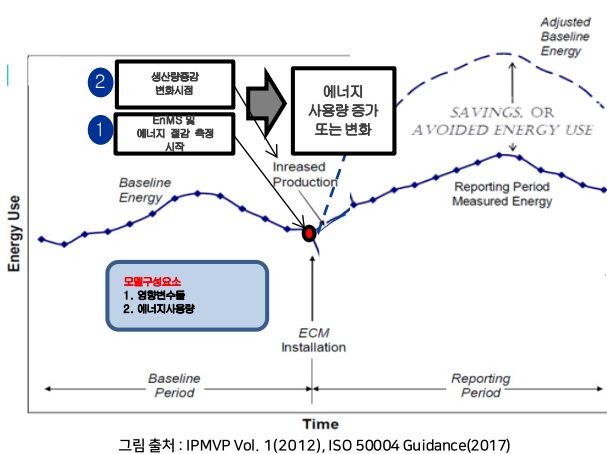 Adjusted
Baseline
Energy
2
생산량증감
변화시점
1
EnMS 및
에너지 절감 측정
시작
에너지
사용량 증가
또는 변화
SAVINGS, OR
AVOIDED ENERGY USE
Inreased
Production
Baseline
Energy
Reporting Period
Measured Energy
Energy Use
모델구성요소
1. 영향변수들
2. 에너지사용량
ECM
Installation
Baseline
Period
Reporting
Period
Time
그림 출처 : IPMVP Vol. 1(2012), ISO 50004 Guidance(2017)